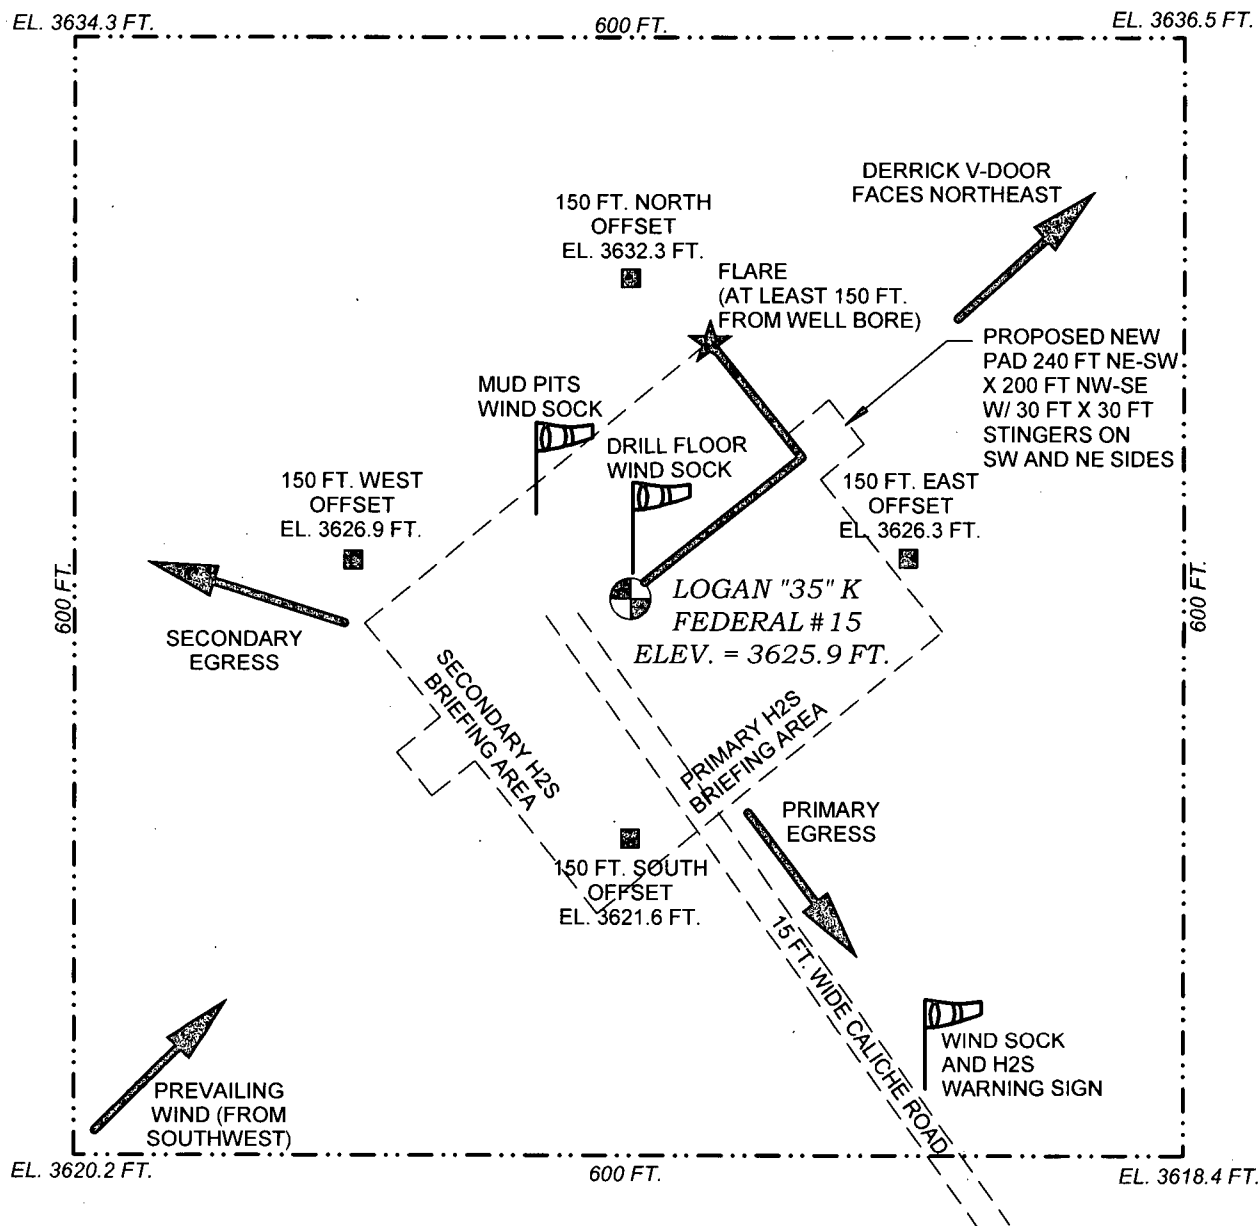 EL. 3634.3 FT.
600 FT.
EL. 3636.5 FT.
DERRICK V-DOOR
FACES NORTHEAST
150 FT. NORTH
OFFSET
EL. 3632.3 FT.
FLARE
(AT LEAST 150 FT.
FROM WELL BORE)
PROPOSED NEW
PAD 240 FT NE-SW
X 200 FT NW-SE
W/ 30 FT X 30 FT
STINGERS ON
SW AND NE SIDES
MUD PITS
WIND SOCK
DRILL FLOOR
WIND SOCK
150 FT. WEST
OFFSET
EL. 3626.9 FT.
150 FT. EAST
OFFSET
EL. 3626.3 FT.
600 FT.
600 FT.
LOGAN "35" K
FEDERAL # 15
ELEV. = 3625.9 FT.
SECONDARY
EGRESS
SECONDARY H2S
BRIEFING AREA
PRIMARY H2S
BRIEFING AREA
PRIMARY
EGRESS
150 FT. SOUTH
OFFSET
EL. 3621.6 FT.
15 FT. WIDE CALICHE ROAD
WIND SOCK
AND H2S
WARNING SIGN
PREVAILING
WIND (FROM
SOUTHWEST)
EL. 3620.2 FT.
600 FT.
EL. 3618.4 FT.